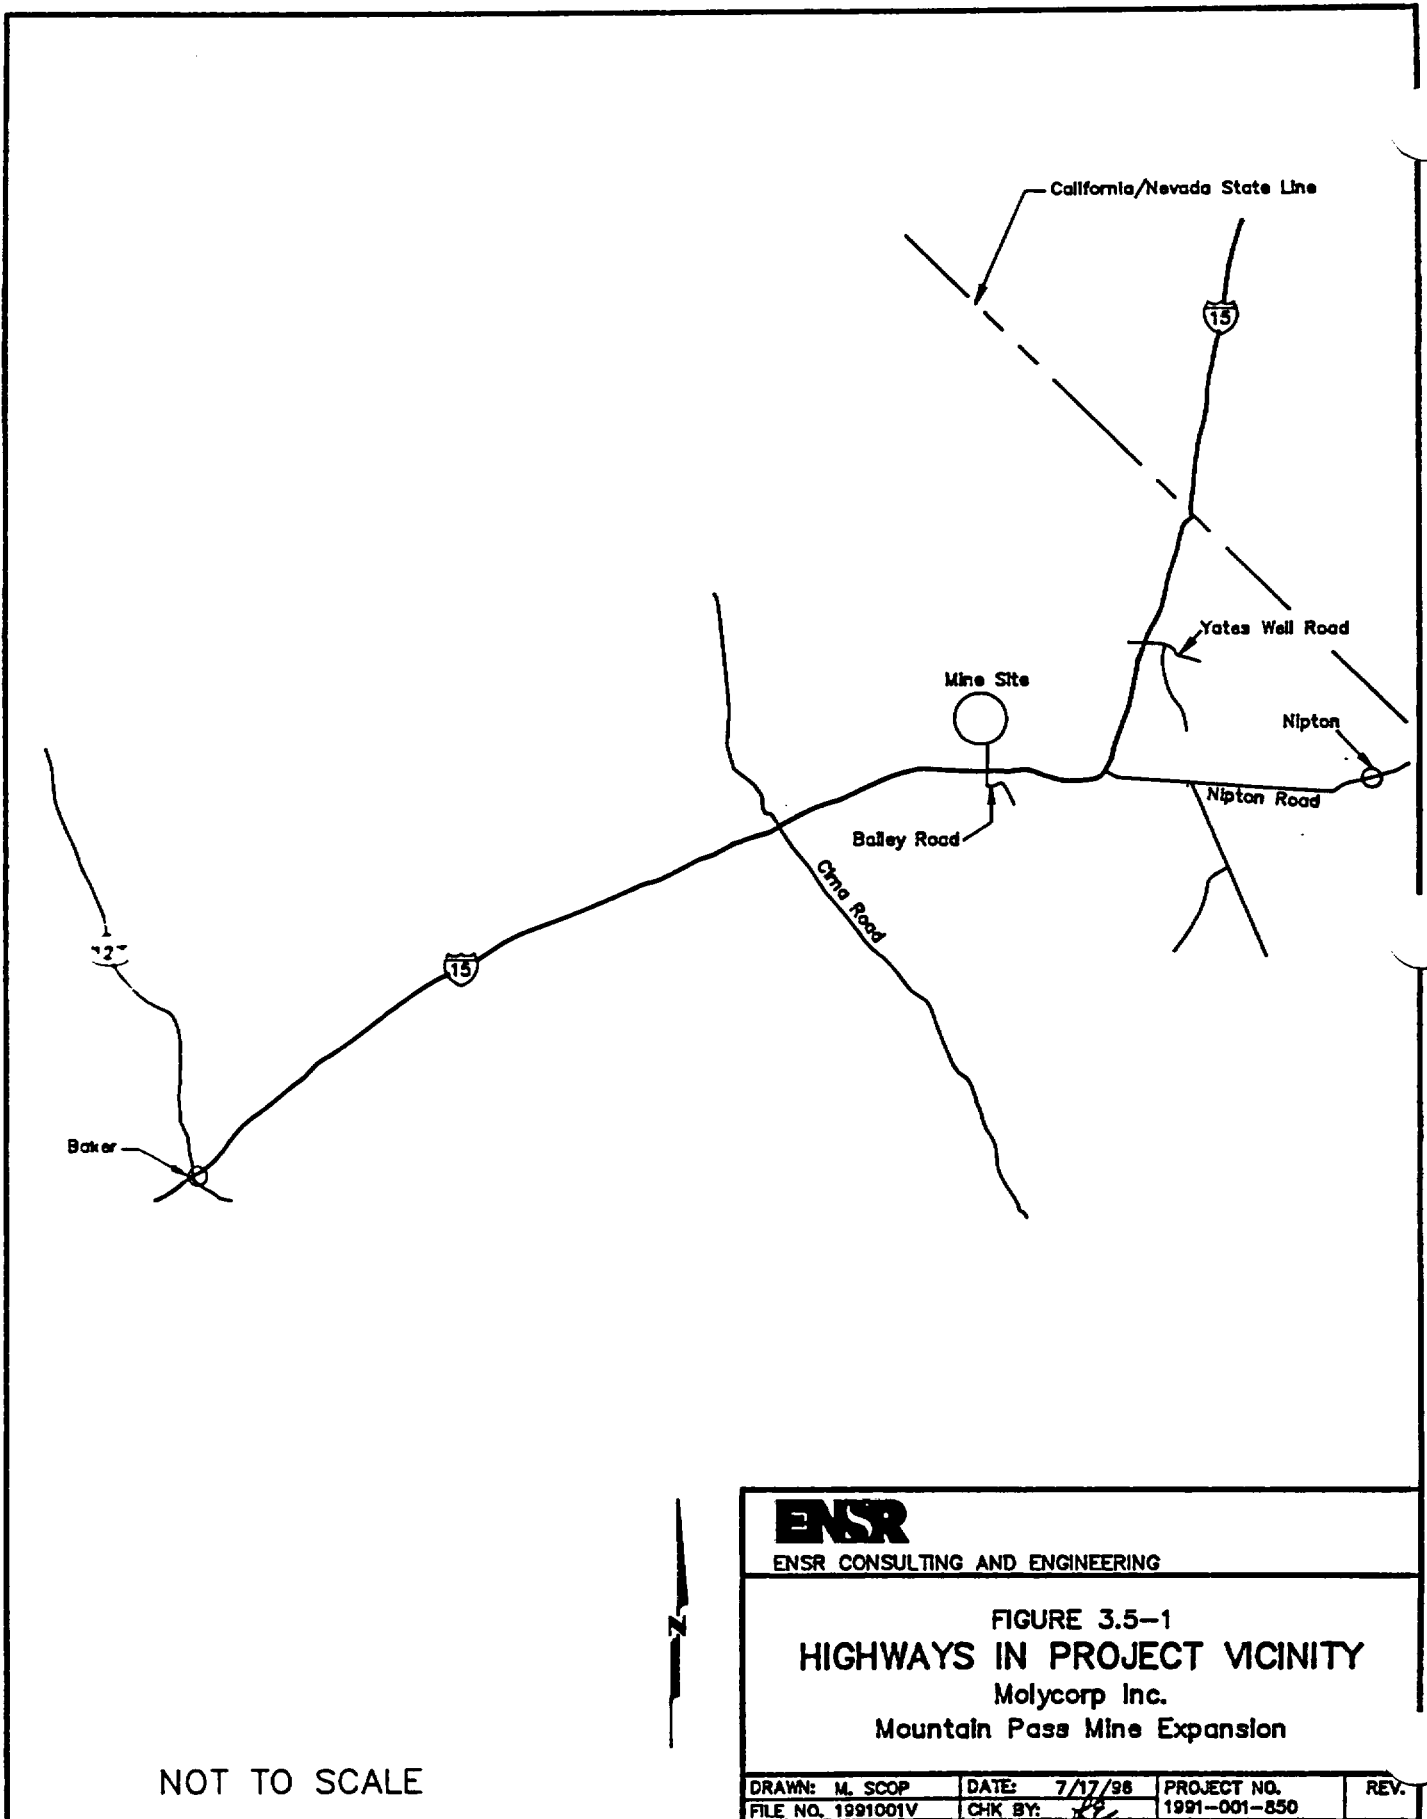 California/Nevada State Line
15
Yates Well Road
Mine Site
Nipton
Nipton Road
Bailey Road
Cima Road
15
Baker
N
NOT TO SCALE
ENSR
ENSR CONSULTING AND ENGINEERING
FIGURE 3.5-1
HIGHWAYS IN PROJECT VICINITY
Molycorp Inc.
Mountain Pass Mine Expansion
DRAWN: M. SCOP
DATE: 7/17/96
PROJECT NO.
REV.
FILE NO. 1991001V
CHK BY:
1991-001-850